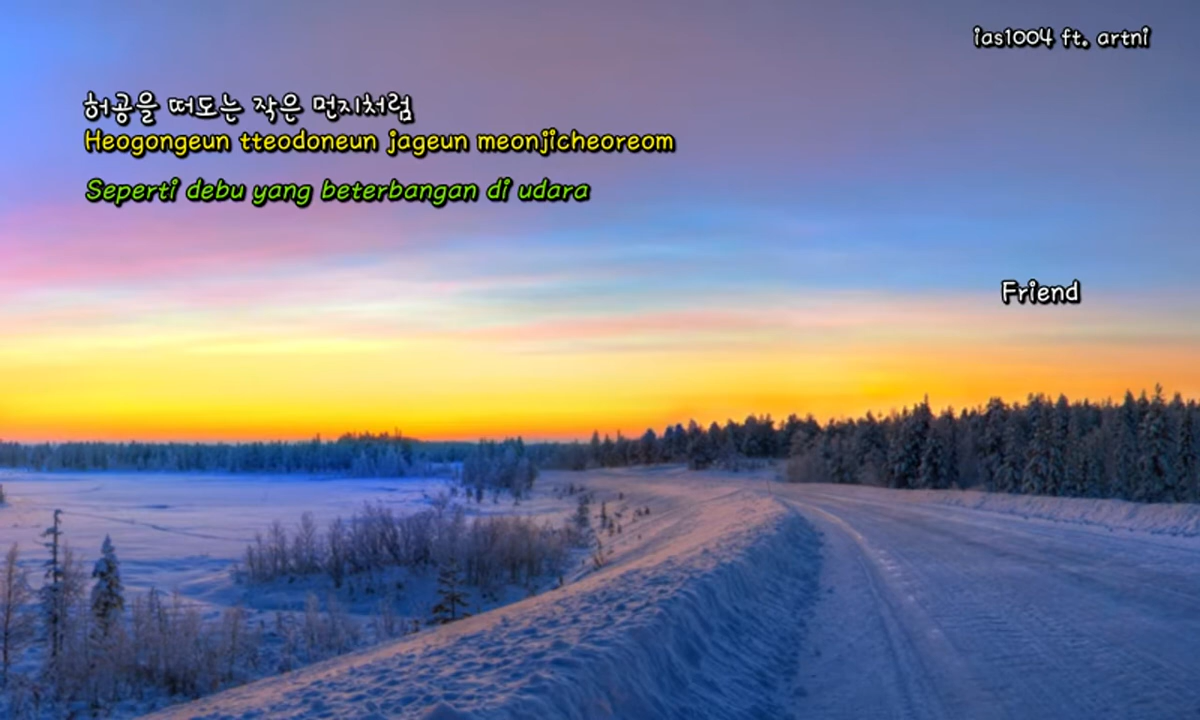 ias1004 ft. artni
허공을 떠도는 작은 먼지처럼
Heogongeun tteodoneun jageun meonjicheoreom
Seperti debu yang beterbangan di udara
Friend